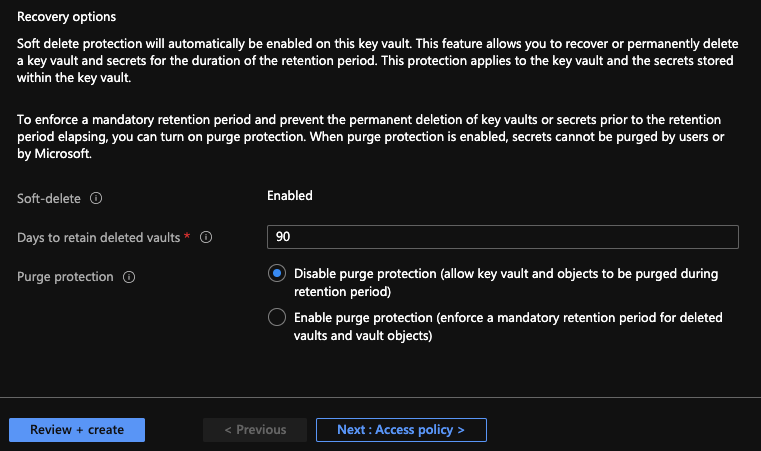 Recovery options
Soft delete protection will automatically be enabled on this key vault. This feature allows you to recover or permanently delete
a key vault and secrets for the duration of the retention period. This protection applies to the key vault and the secrets stored
within the key vault.
To enforce a mandatory retention period and prevent the permanent deletion of key vaults or secrets prior to the retention
period elapsing, you can turn on purge protection. When purge protection is enabled, secrets cannot be purged by users or
by Microsoft.
Soft-delete Enabled
Days to retain deleted vaults * 90
Purge protection Disable purge protection (allow key vault and objects to be purged during
retention period)
Enable purge protection (enforce a mandatory retention period for deleted
vaults and vault objects)
Review + create < Previous Next : Access policy >